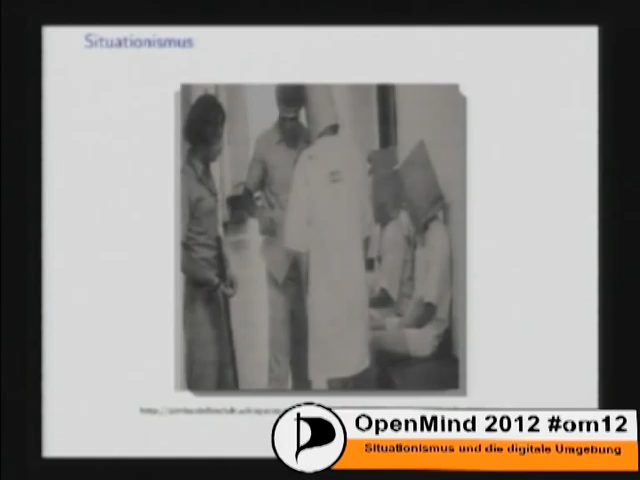 Situationismus
OpenMind 2012 #om12
Situationismus und die digitale Umgebung